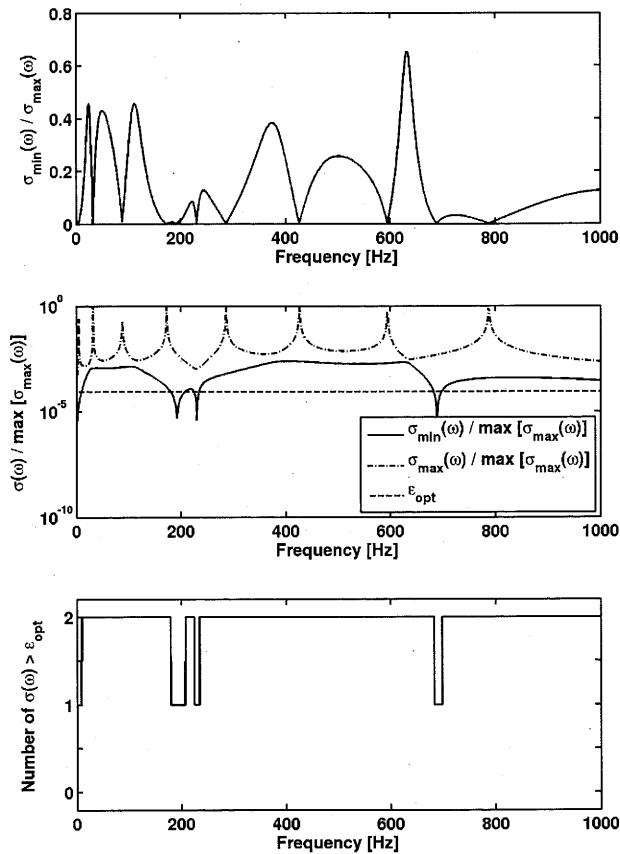 0.8
0.6
0.4
0.2
0
σmin(ω) / σmax(ω)
0 200 400 600 800 1000
Frequency [Hz]
10^0
10^-5
10^-10
σ(ω) / max [σmax(ω)]
σmin(ω) / max [σmax(ω)]
σmax(ω) / max [σmax(ω)]
εopt
0 200 400 600 800 1000
Frequency [Hz]
2
1
0
Number of σ(ω) > εopt
0 200 400 600 800 1000
Frequency [Hz]